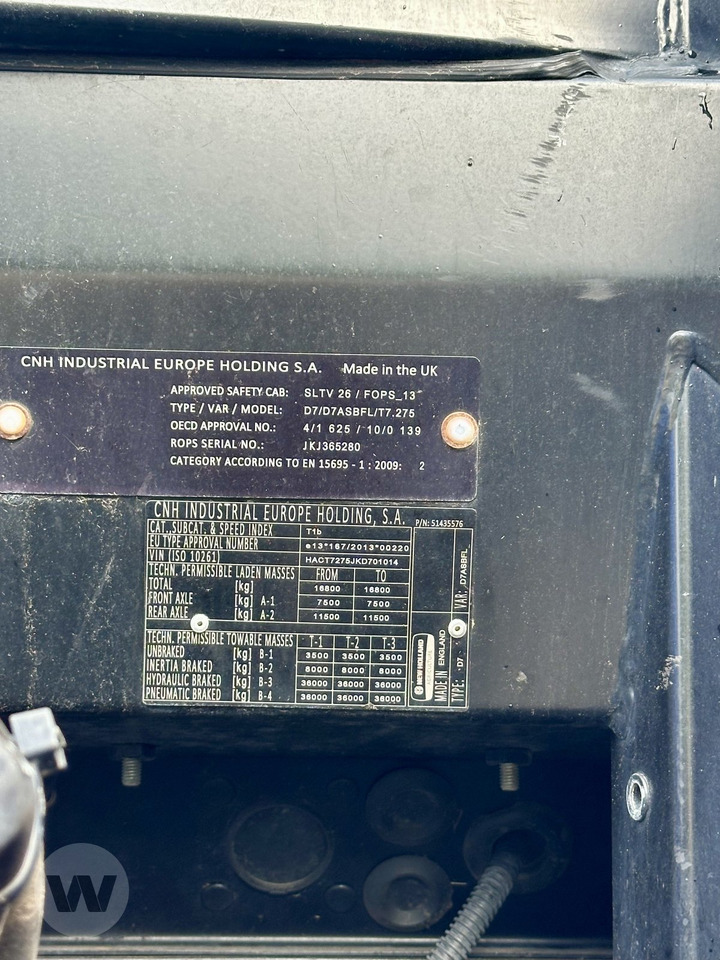 CNH INDUSTRIAL EUROPE HOLDING S.A. Made in the UK
APPROVED SAFETY CAB: SLTV 26 / FOPS_13
TYPE / VAR / MODEL: D7/D7ASBFL/T7.275
OECD APPROVAL NO.: 4/1 625 / 10/0 139
ROPS SERIAL NO.: JKJ365280
CATEGORY ACCORDING TO EN 15695 - 1 : 2009: 2
CNH INDUSTRIAL EUROPE HOLDING, S.A. P/N: 51435576
CAT.,SUBCAT. & SPEED INDEX T1b
EU TYPE APPROVAL NUMBER e13*167/2013*00220
VIN (ISO 10261) HACT7275JKD701014
TECHN. PERMISSIBLE LADEN MASSES FROM TO
TOTAL [kg] 16800 16800
FRONT AXLE [kg] A-1 7500 7500
REAR AXLE [kg] A-2 11500 11500
TECHN. PERMISSIBLE TOWABLE MASSES T-1 T-2 T-3
UNBRAKED [kg] B-1 3500 3500 3500
INERTIA BRAKED [kg] B-2 8000 8000 8000
HYDRAULIC BRAKED [kg] B-3 36000 36000 36000
PNEUMATIC BRAKED [kg] B-4 36000 36000 36000
NEW HOLLAND
MADE IN ENGLAND
TYPE: D7
VAR: D7ASBFL
W